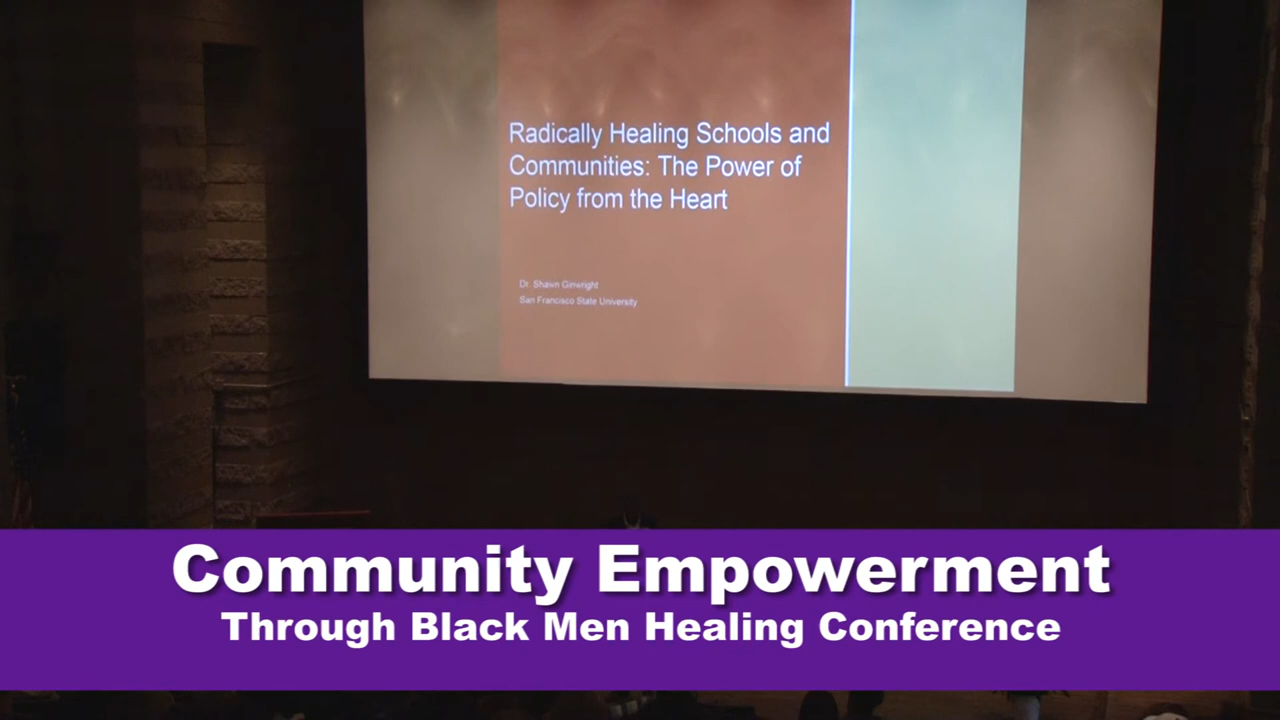 Radically Healing Schools and
Communities: The Power of
Policy from the Heart
Dr. Shawn Ginwright
San Francisco State University
Community Empowerment
Through Black Men Healing Conference